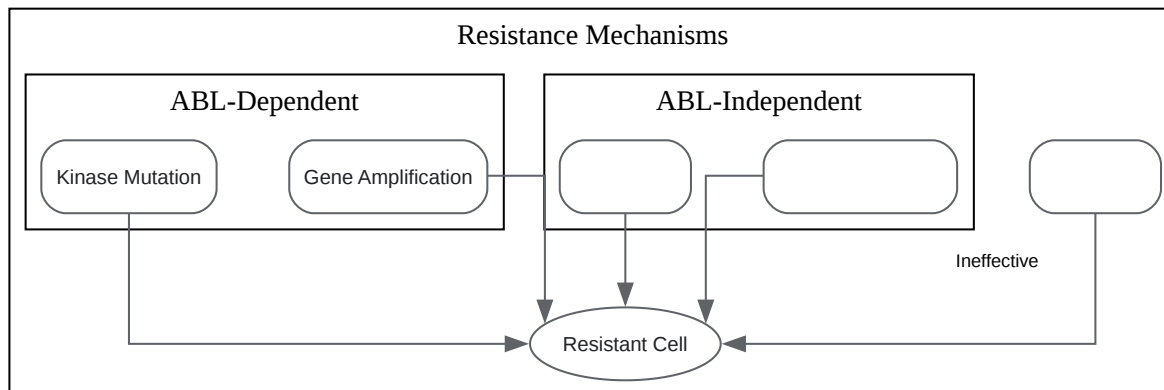 Resistance Mechanisms
ABL-Dependent
ABL-Independent
Kinase Mutation
Gene Amplification
Ineffective
Resistant Cell